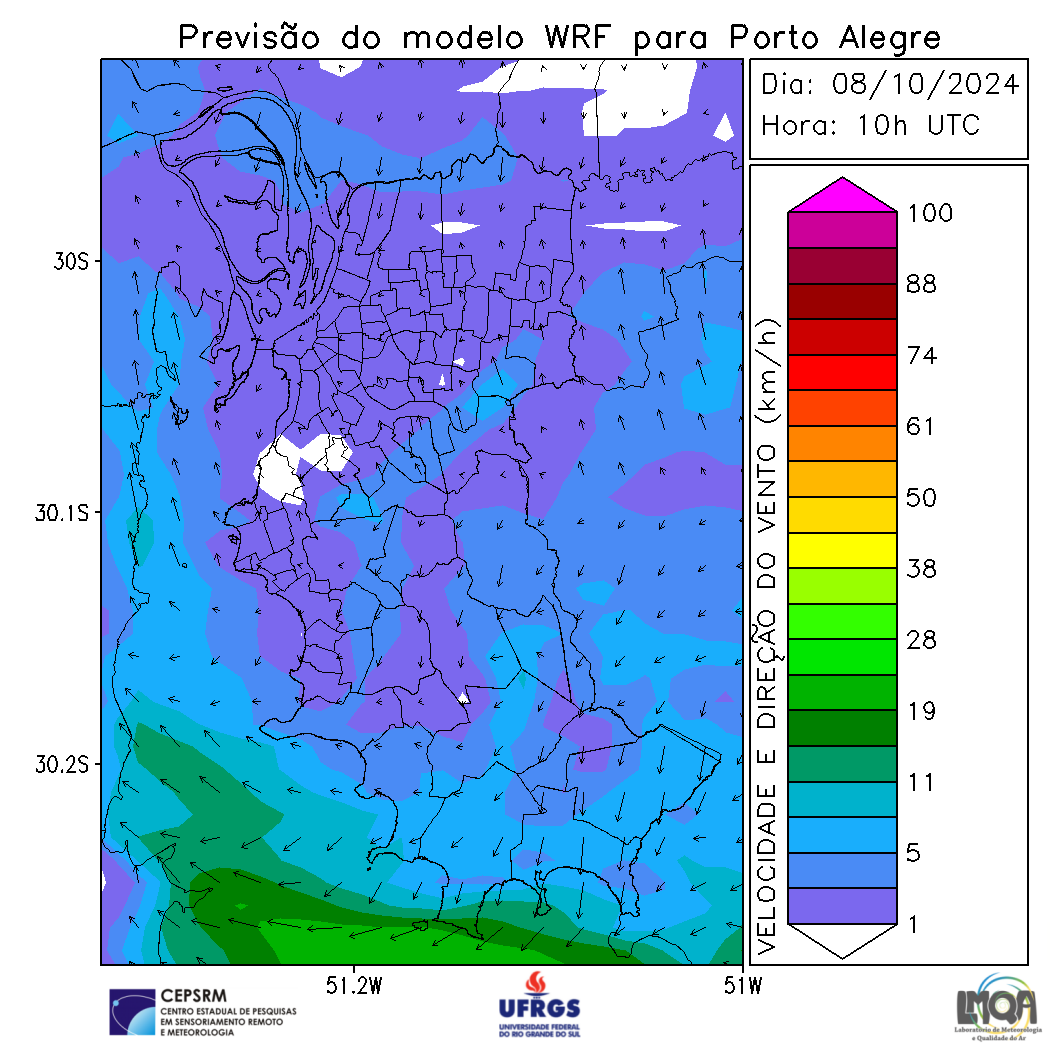 Previsão do modelo WRF para Porto Alegre
Dia: 08/10/2024
Hora: 10h UTC
30S
30.1S
30.2S
51.2W
51W
VELOCIDADE E DIREÇÃO DO VENTO (km/h)
100
88
74
61
50
38
28
19
11
5
1
CEPSRM
CENTRO ESTADUAL DE PESQUISAS
EM SENSORIAMENTO REMOTO
E METEOROLOGIA
UFRGS
UNIVERSIDADE FEDERAL
DO RIO GRANDE DO SUL
LMQA
Laboratório de Meteorologia
e Qualidade do Ar